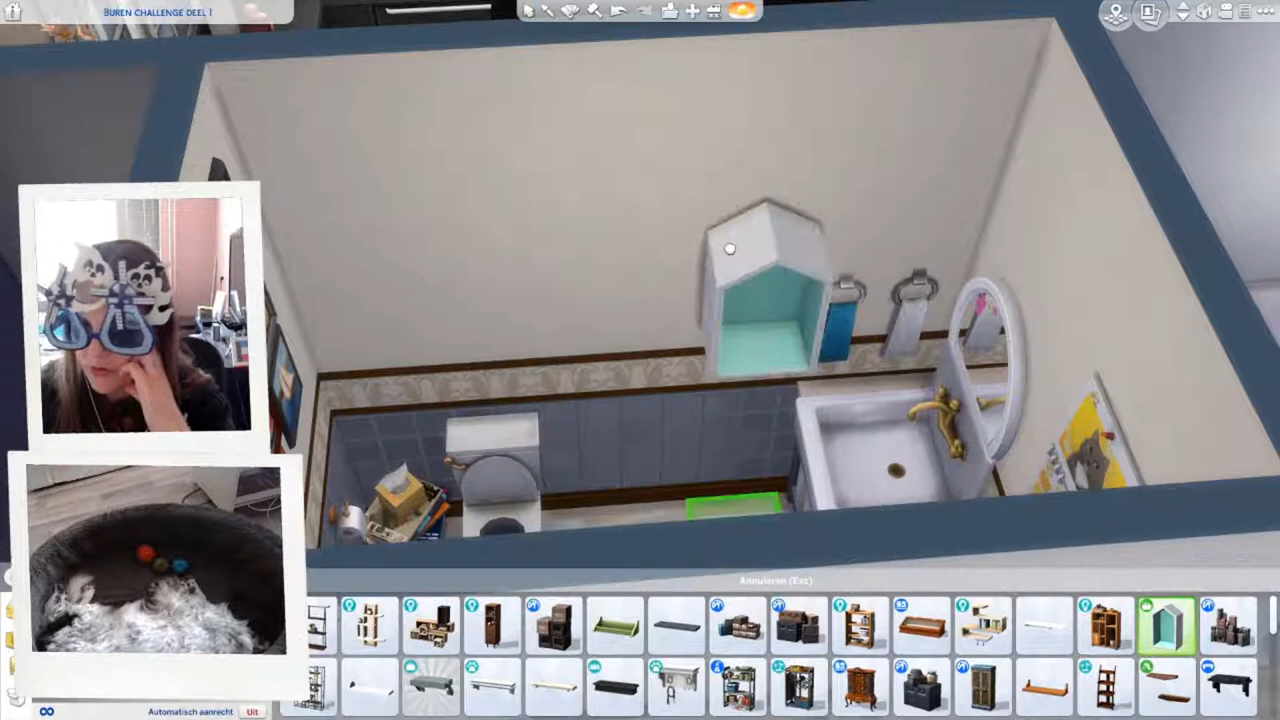 BUREN CHALLENGE DEEL 1
Annuleren (Esc)
Automatisch aanrecht
Uit